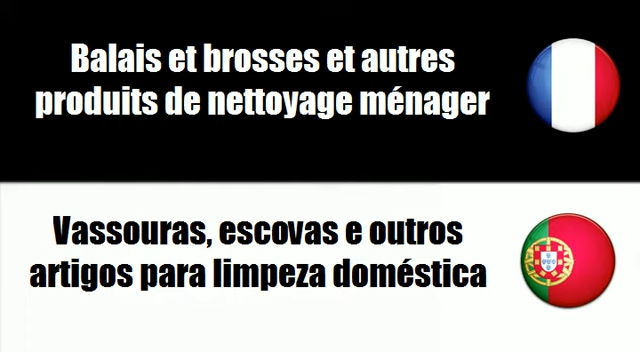 Balais et brosses et autres
produits de nettoyage ménager
Vassouras, escovas e outros
artigos para limpeza doméstica